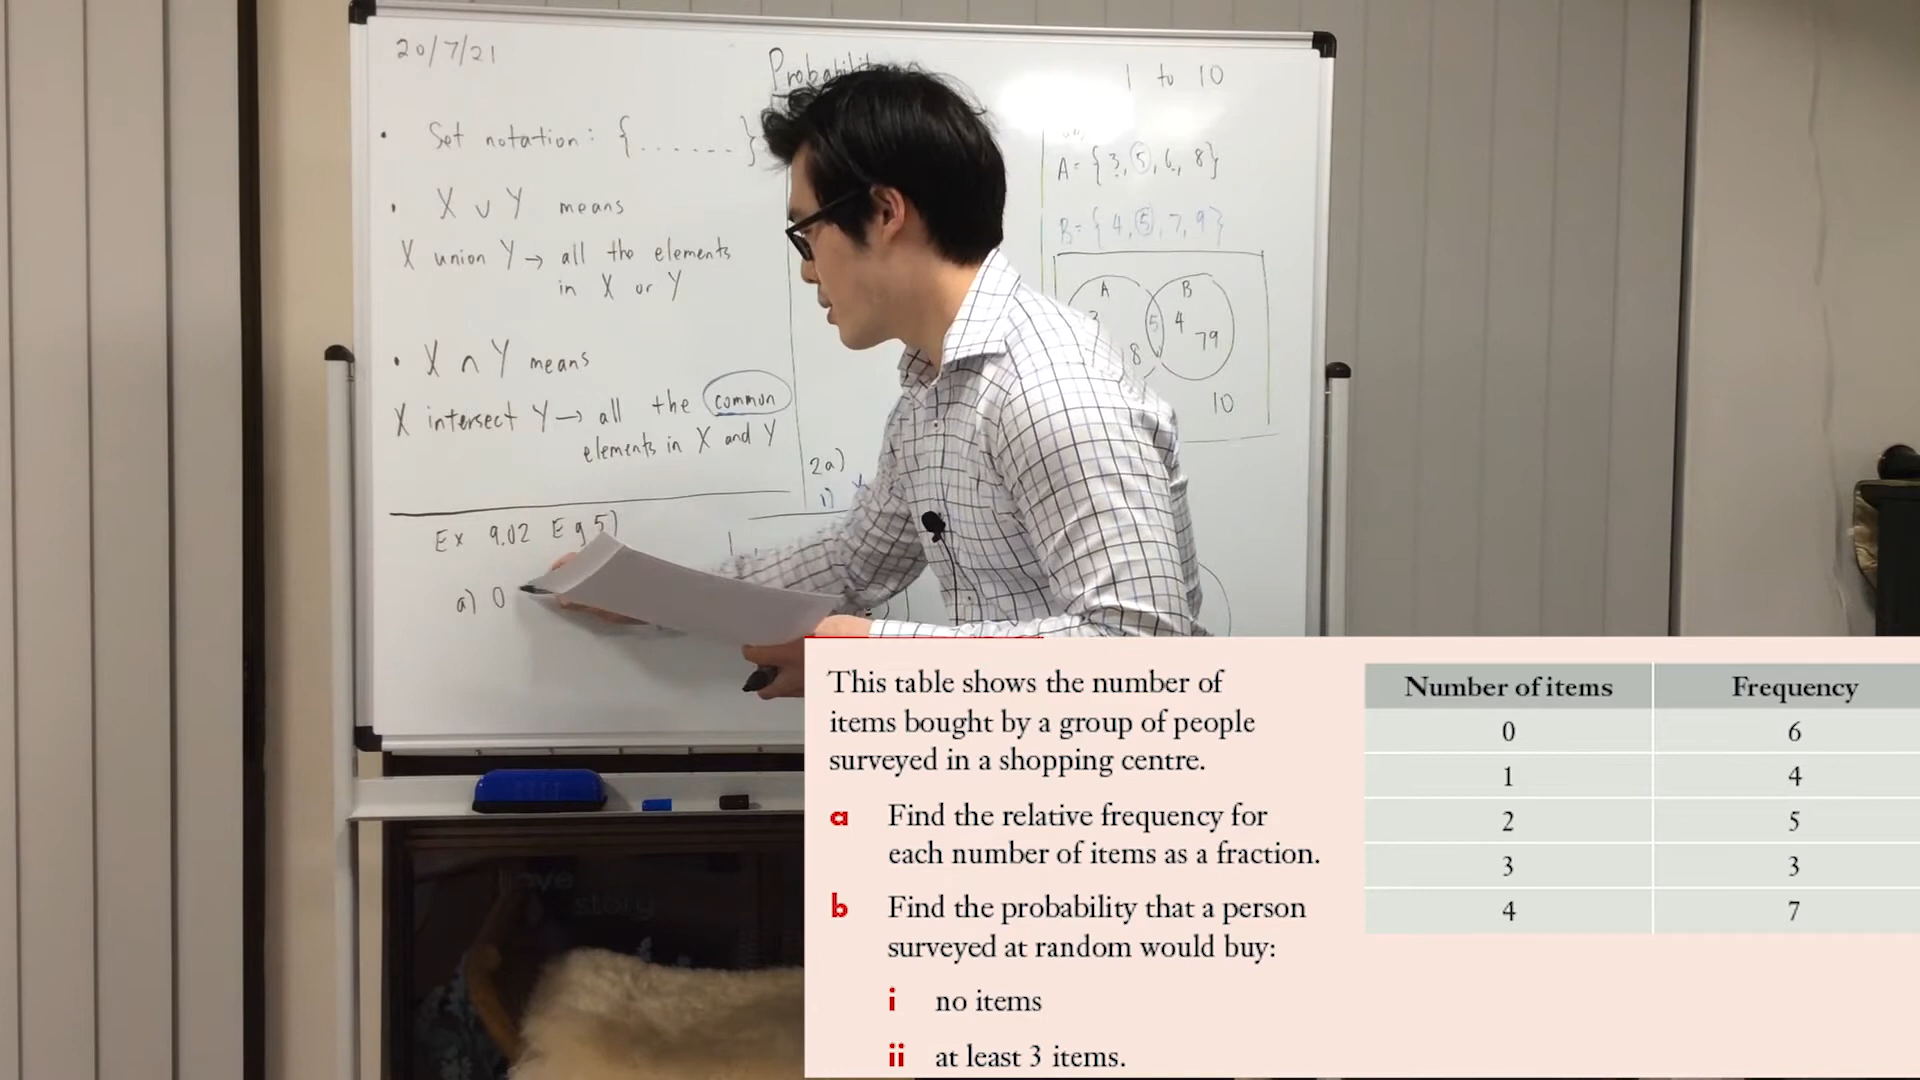 20/7/21
Probability
1 to 10
• Set notation: {......}
• X ∪ Y means
X union Y → all the elements
in X or Y
• X ∩ Y means
X intersect Y → all the common
elements in X and Y
A = {3, 5, 6, 8}
B = {4, 5, 7, 9}
A
B
3
5
4
8
79
10
2a)
i)
Ex 9.02 Eg 5)
a) 0
love
story
This table shows the number of
items bought by a group of people
surveyed in a shopping centre.
a Find the relative frequency for
each number of items as a fraction.
b Find the probability that a person
surveyed at random would buy:
i no items
ii at least 3 items.
Number of items Frequency
0 6
1 4
2 5
3 3
4 7